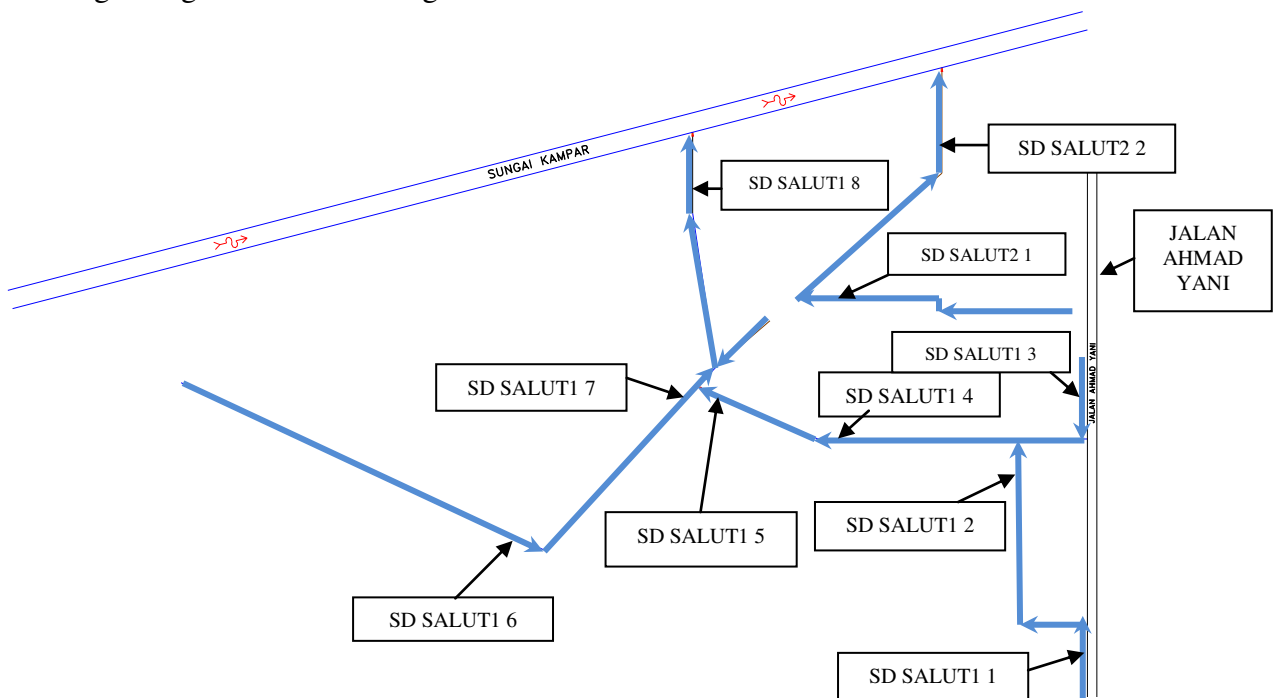 SD SALUT2 2
SUNGAI KAMPAR
SD SALUT1 8
JALAN
AHMAD
YANI
SD SALUT2 1
SD SALUT1 3
JALAN AHMAD YANI
SD SALUT1 7
SD SALUT1 4
SD SALUT1 2
SD SALUT1 5
SD SALUT1 6
SD SALUT1 1